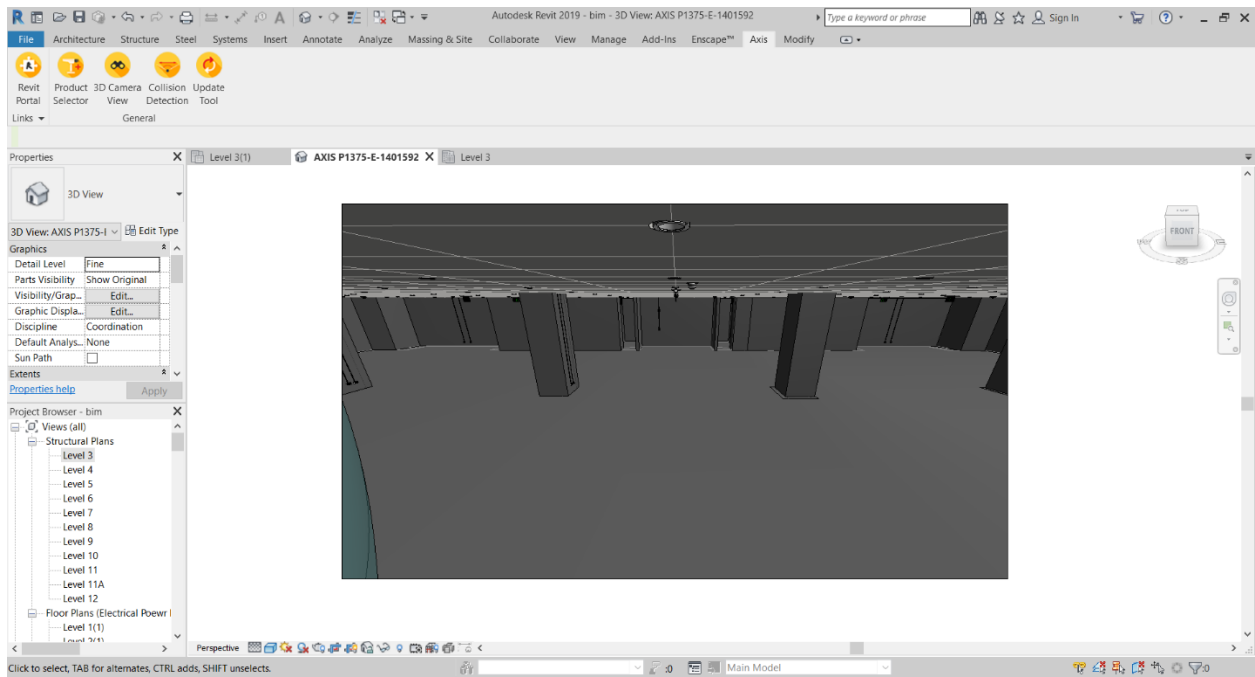 Autodesk Revit 2019 - bim - 3D View: AXIS P1375-E-1401592
Type a keyword or phrase
Sign In
File Architecture Structure Steel Systems Insert Annotate Analyze Massing & Site Collaborate View Manage Add-Ins Enscape™ Axis Modify
Revit Product 3D Camera Collision Update
Portal Selector View Detection Tool
Links General
Properties
Level 3(1) AXIS P1375-E-1401592 Level 3
3D View
FRONT
3D View: AXIS P1375-I Edit Type
Graphics
Detail Level Fine
Parts Visibility Show Original
Visibility/Grap... Edit...
Graphic Displa... Edit...
Discipline Coordination
Default Analys... None
Sun Path
Extents
Properties help Apply
Project Browser - bim
Views (all)
Structural Plans
Level 3
Level 4
Level 5
Level 6
Level 7
Level 8
Level 9
Level 10
Level 11
Level 11A
Level 12
Floor Plans (Electrical Poewr
Level 1(1)
Level 2(1)
Perspective
Click to select, TAB for alternates, CTRL adds, SHIFT unselects.
:0 Main Model :0